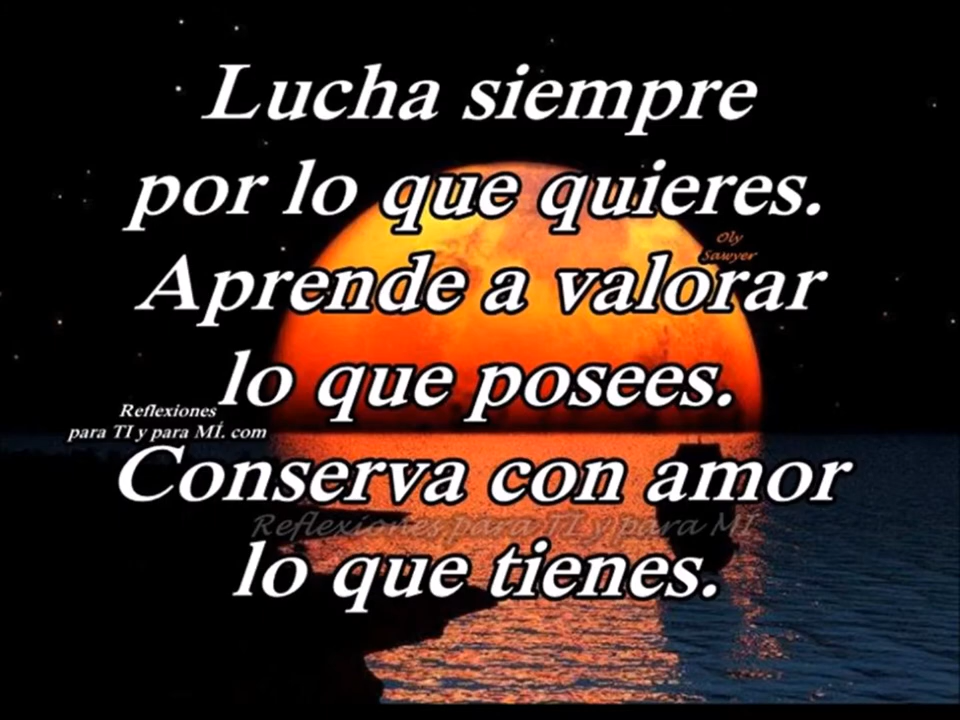 Lucha siempre
por lo que quieres.
Oly
Sawyer
Aprende a valorar
lo que posees.
Reflexiones
para TI y para MÍ. com
Conserva con amor
Reflexiones para TI y para MI
lo que tienes.